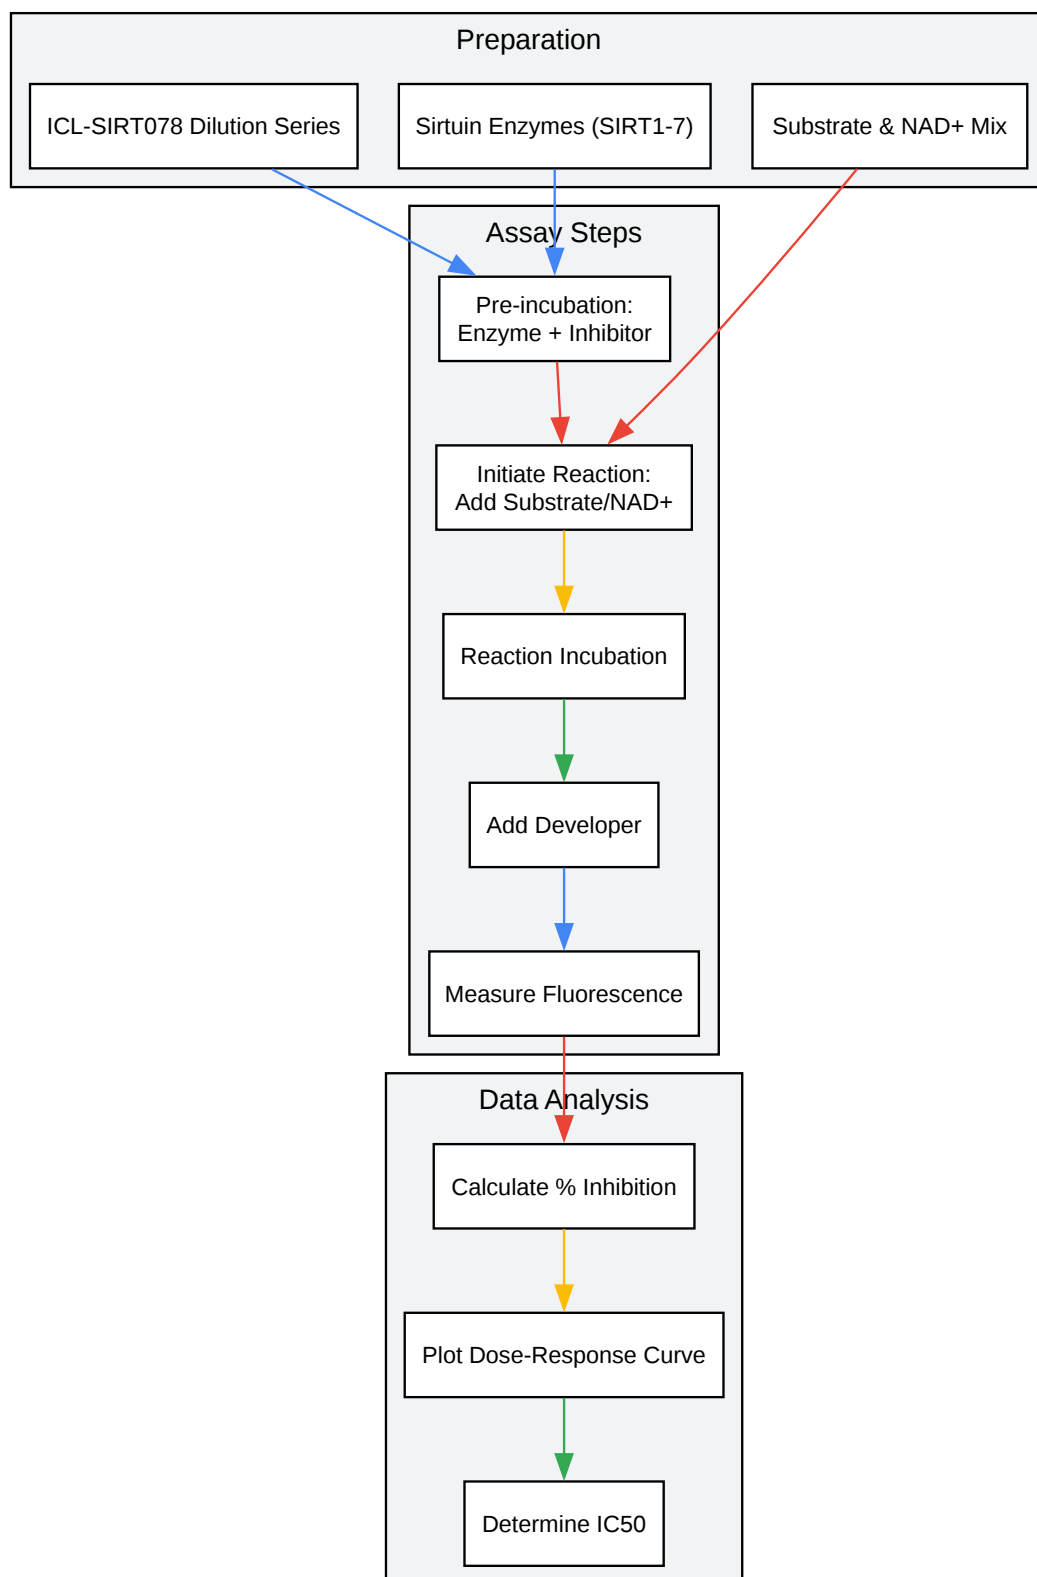 Preparation
ICL-SIRT078 Dilution Series
Sirtuin Enzymes (SIRT1-7)
Substrate & NAD+ Mix
Assay Steps
Pre-incubation:
Enzyme + Inhibitor
Initiate Reaction:
Add Substrate/NAD+
Reaction Incubation
Add Developer
Measure Fluorescence
Data Analysis
Calculate % Inhibition
Plot Dose-Response Curve
Determine IC50